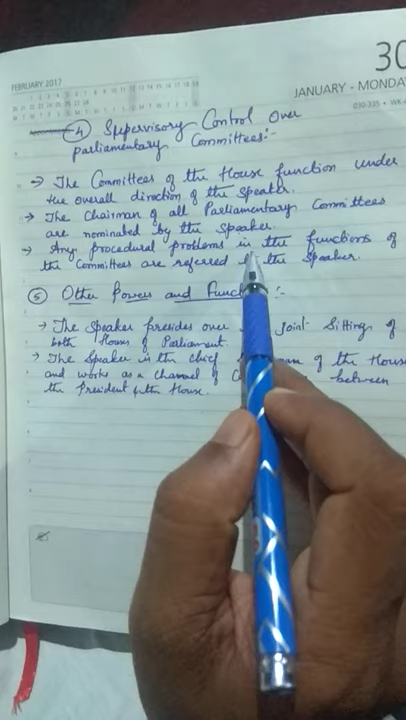 FEBRUARY 2017
30
JANUARY - MONDAY
030-335 • WK-
④ Supervisory Control Over
parliamentary Committees:-
→ The Committees of the House function under
the overall direction of the Speaker.
→ The Chairman of all Parliamentary Committees
are nominated by the Speaker.
→ Any procedural problems in the functions of
the Committees are referred the Speaker.
⑤ Other Powers and :-
→ The Speaker presides over Joint Sittings of
both Houses of Parliament.
→ The Speaker is the chief of the House
and works as a Channel of between
the President & the House.